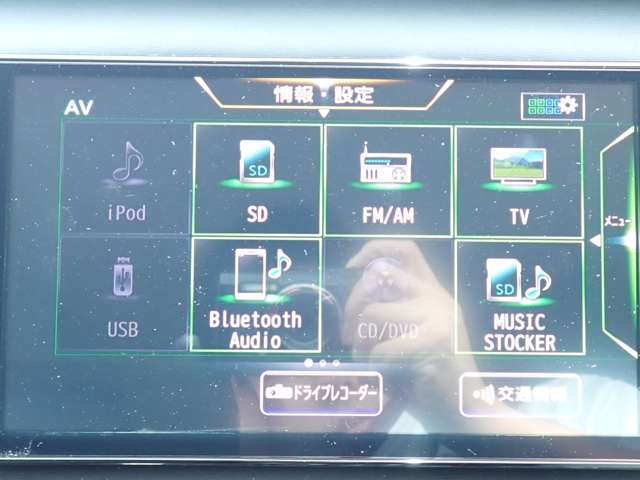 情報・設定
AV
iPod
SD
SD
FM/AM
TV
メニュー
USB
Bluetooth
Audio
CD/DVD
SD
MUSIC
STOCKER
ドライブレコーダー
交通情報